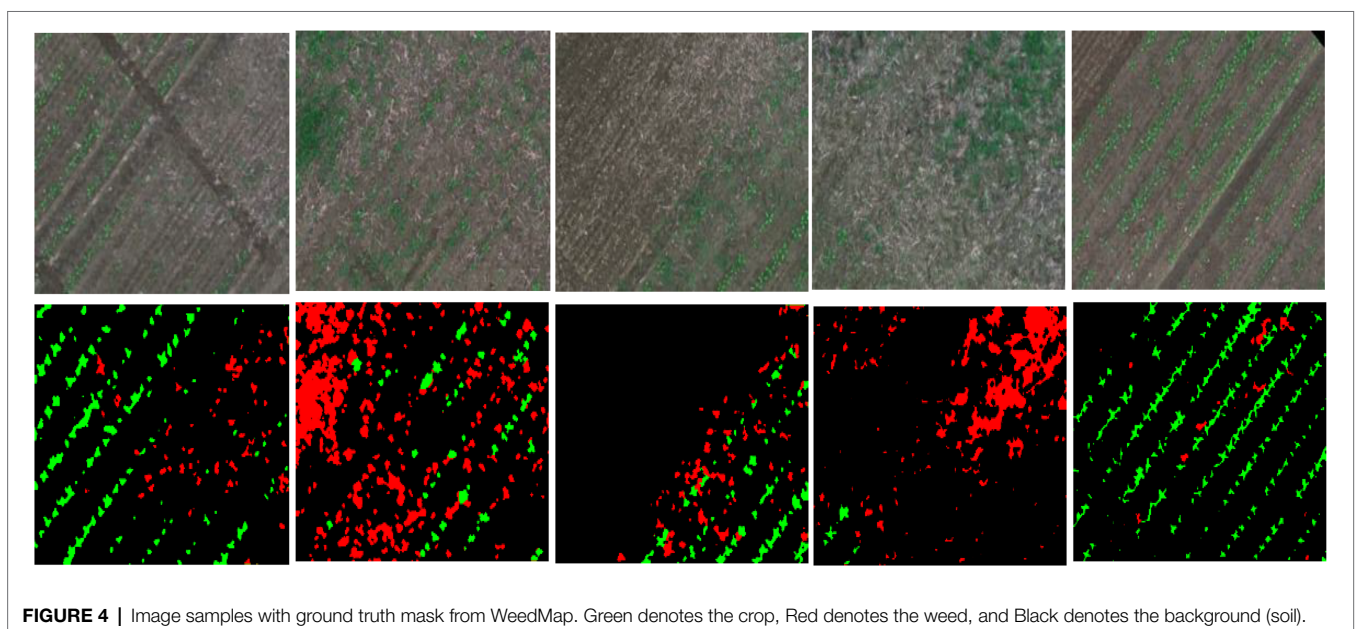 FIGURE 4 | Image samples with ground truth mask from WeedMap. Green denotes the crop, Red denotes the weed, and Black denotes the background (soil).